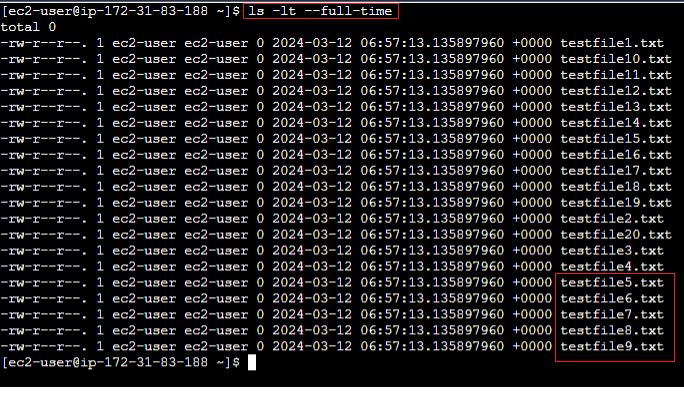 [ec2-user@ip-172-31-83-188 ~]$ ls -lt --full-time
total 0
-rw-r--r--. 1 ec2-user ec2-user 0 2024-03-12 06:57:13.135897960 +0000 testfile1.txt
-rw-r--r--. 1 ec2-user ec2-user 0 2024-03-12 06:57:13.135897960 +0000 testfile10.txt
-rw-r--r--. 1 ec2-user ec2-user 0 2024-03-12 06:57:13.135897960 +0000 testfile11.txt
-rw-r--r--. 1 ec2-user ec2-user 0 2024-03-12 06:57:13.135897960 +0000 testfile12.txt
-rw-r--r--. 1 ec2-user ec2-user 0 2024-03-12 06:57:13.135897960 +0000 testfile13.txt
-rw-r--r--. 1 ec2-user ec2-user 0 2024-03-12 06:57:13.135897960 +0000 testfile14.txt
-rw-r--r--. 1 ec2-user ec2-user 0 2024-03-12 06:57:13.135897960 +0000 testfile15.txt
-rw-r--r--. 1 ec2-user ec2-user 0 2024-03-12 06:57:13.135897960 +0000 testfile16.txt
-rw-r--r--. 1 ec2-user ec2-user 0 2024-03-12 06:57:13.135897960 +0000 testfile17.txt
-rw-r--r--. 1 ec2-user ec2-user 0 2024-03-12 06:57:13.135897960 +0000 testfile18.txt
-rw-r--r--. 1 ec2-user ec2-user 0 2024-03-12 06:57:13.135897960 +0000 testfile19.txt
-rw-r--r--. 1 ec2-user ec2-user 0 2024-03-12 06:57:13.135897960 +0000 testfile2.txt
-rw-r--r--. 1 ec2-user ec2-user 0 2024-03-12 06:57:13.135897960 +0000 testfile20.txt
-rw-r--r--. 1 ec2-user ec2-user 0 2024-03-12 06:57:13.135897960 +0000 testfile3.txt
-rw-r--r--. 1 ec2-user ec2-user 0 2024-03-12 06:57:13.135897960 +0000 testfile4.txt
-rw-r--r--. 1 ec2-user ec2-user 0 2024-03-12 06:57:13.135897960 +0000 testfile5.txt
-rw-r--r--. 1 ec2-user ec2-user 0 2024-03-12 06:57:13.135897960 +0000 testfile6.txt
-rw-r--r--. 1 ec2-user ec2-user 0 2024-03-12 06:57:13.135897960 +0000 testfile7.txt
-rw-r--r--. 1 ec2-user ec2-user 0 2024-03-12 06:57:13.135897960 +0000 testfile8.txt
-rw-r--r--. 1 ec2-user ec2-user 0 2024-03-12 06:57:13.135897960 +0000 testfile9.txt
[ec2-user@ip-172-31-83-188 ~]$